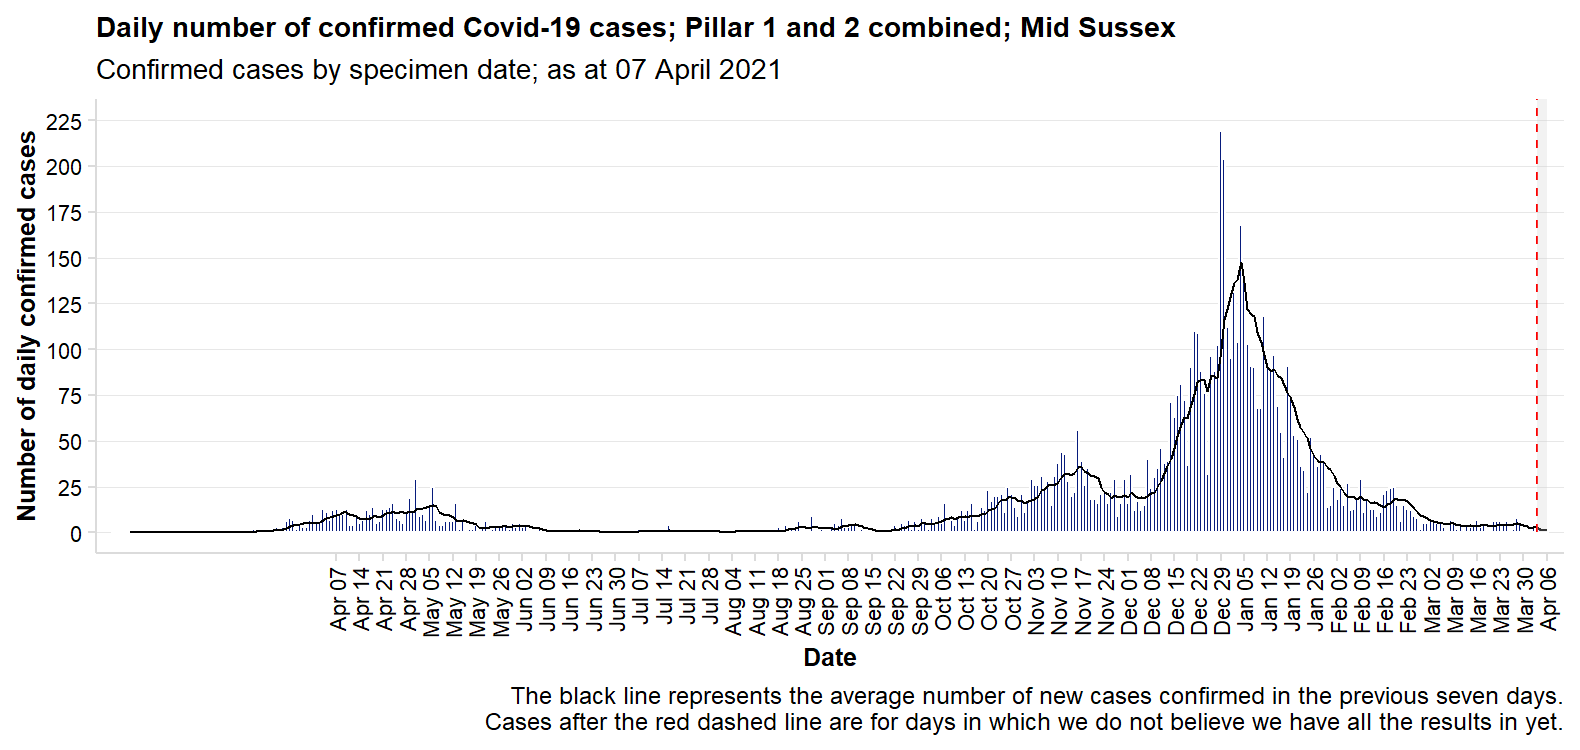 Daily number of confirmed Covid-19 cases; Pillar 1 and 2 combined; Mid Sussex
Confirmed cases by specimen date; as at 07 April 2021
Number of daily confirmed cases
225
200
175
150
125
100
75
50
25
0
Apr 07
Apr 14
Apr 21
Apr 28
May 05
May 12
May 19
May 26
Jun 02
Jun 09
Jun 16
Jun 23
Jun 30
Jul 07
Jul 14
Jul 21
Jul 28
Aug 04
Aug 11
Aug 18
Aug 25
Sep 01
Sep 08
Sep 15
Sep 22
Sep 29
Oct 06
Oct 13
Oct 20
Oct 27
Nov 03
Nov 10
Nov 17
Nov 24
Dec 01
Dec 08
Dec 15
Dec 22
Dec 29
Jan 05
Jan 12
Jan 19
Jan 26
Feb 02
Feb 09
Feb 16
Feb 23
Mar 02
Mar 09
Mar 16
Mar 23
Mar 30
Apr 06
Date
The black line represents the average number of new cases confirmed in the previous seven days.
Cases after the red dashed line are for days in which we do not believe we have all the results in yet.